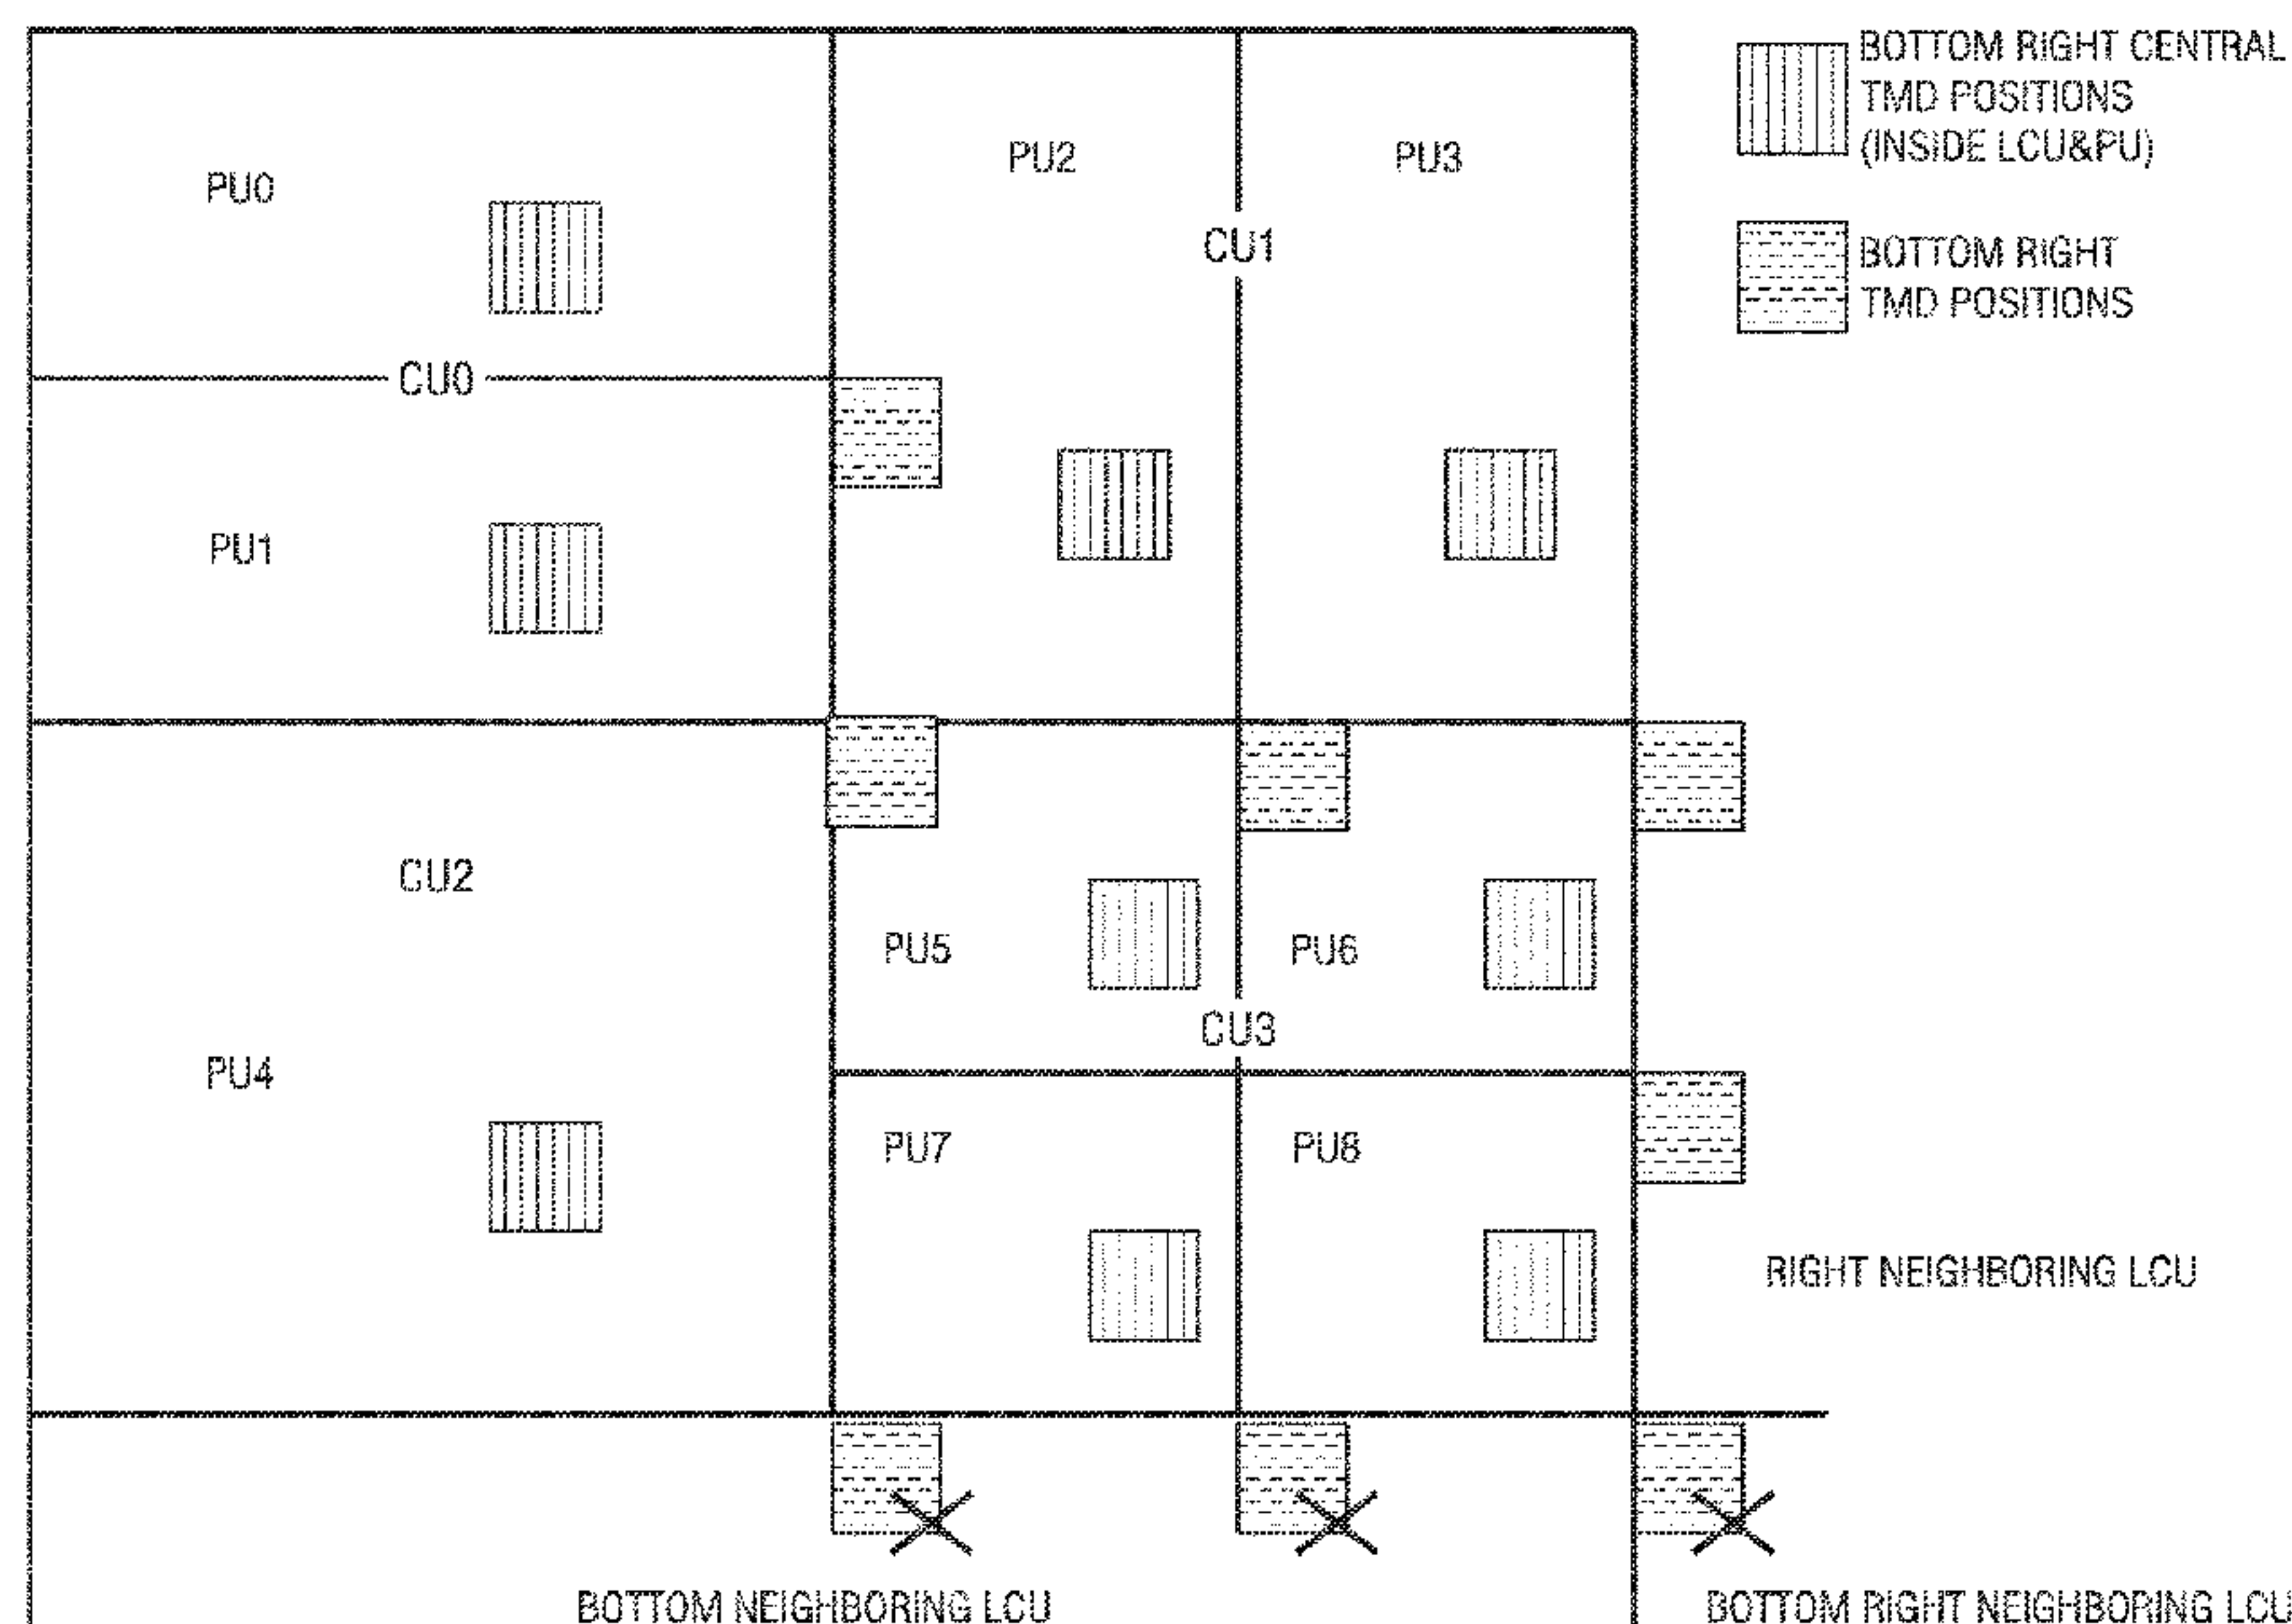 BOTTOM RIGHT CENTRAL
TMD POSITIONS
(INSIDE LCU&PU)
BOTTOM RIGHT
TMD POSITIONS
PU0
PU2
PU3
CU1
CU0
PU1
CU2
PU5
PU6
CU3
PU4
PU7
PU8
RIGHT NEIGHBORING LCU
BOTTOM NEIGHBORING LCU
BOTTOM RIGHT NEIGHBORING LCU